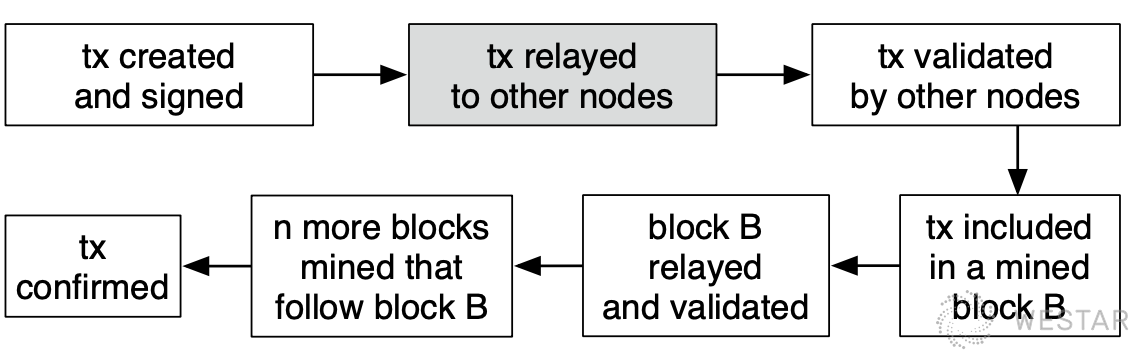 tx created
and signed
tx relayed
to other nodes
tx validated
by other nodes
tx included
in a mined
block B
block B
relayed
and validated
n more blocks
mined that
follow block B
tx
confirmed
WESTAR